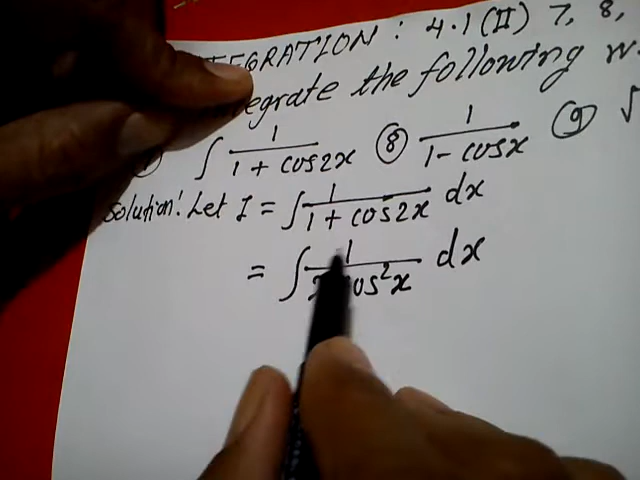 EGRATION : 4.1 (II) 7, 8,
egrate the following w.
∫ 1/(1 + cos2x) ⑧ 1/(1 - cosx) ⑨ √
Solution: Let I = ∫ 1/(1 + cos2x) dx
= ∫ 1/(2cos²x) dx